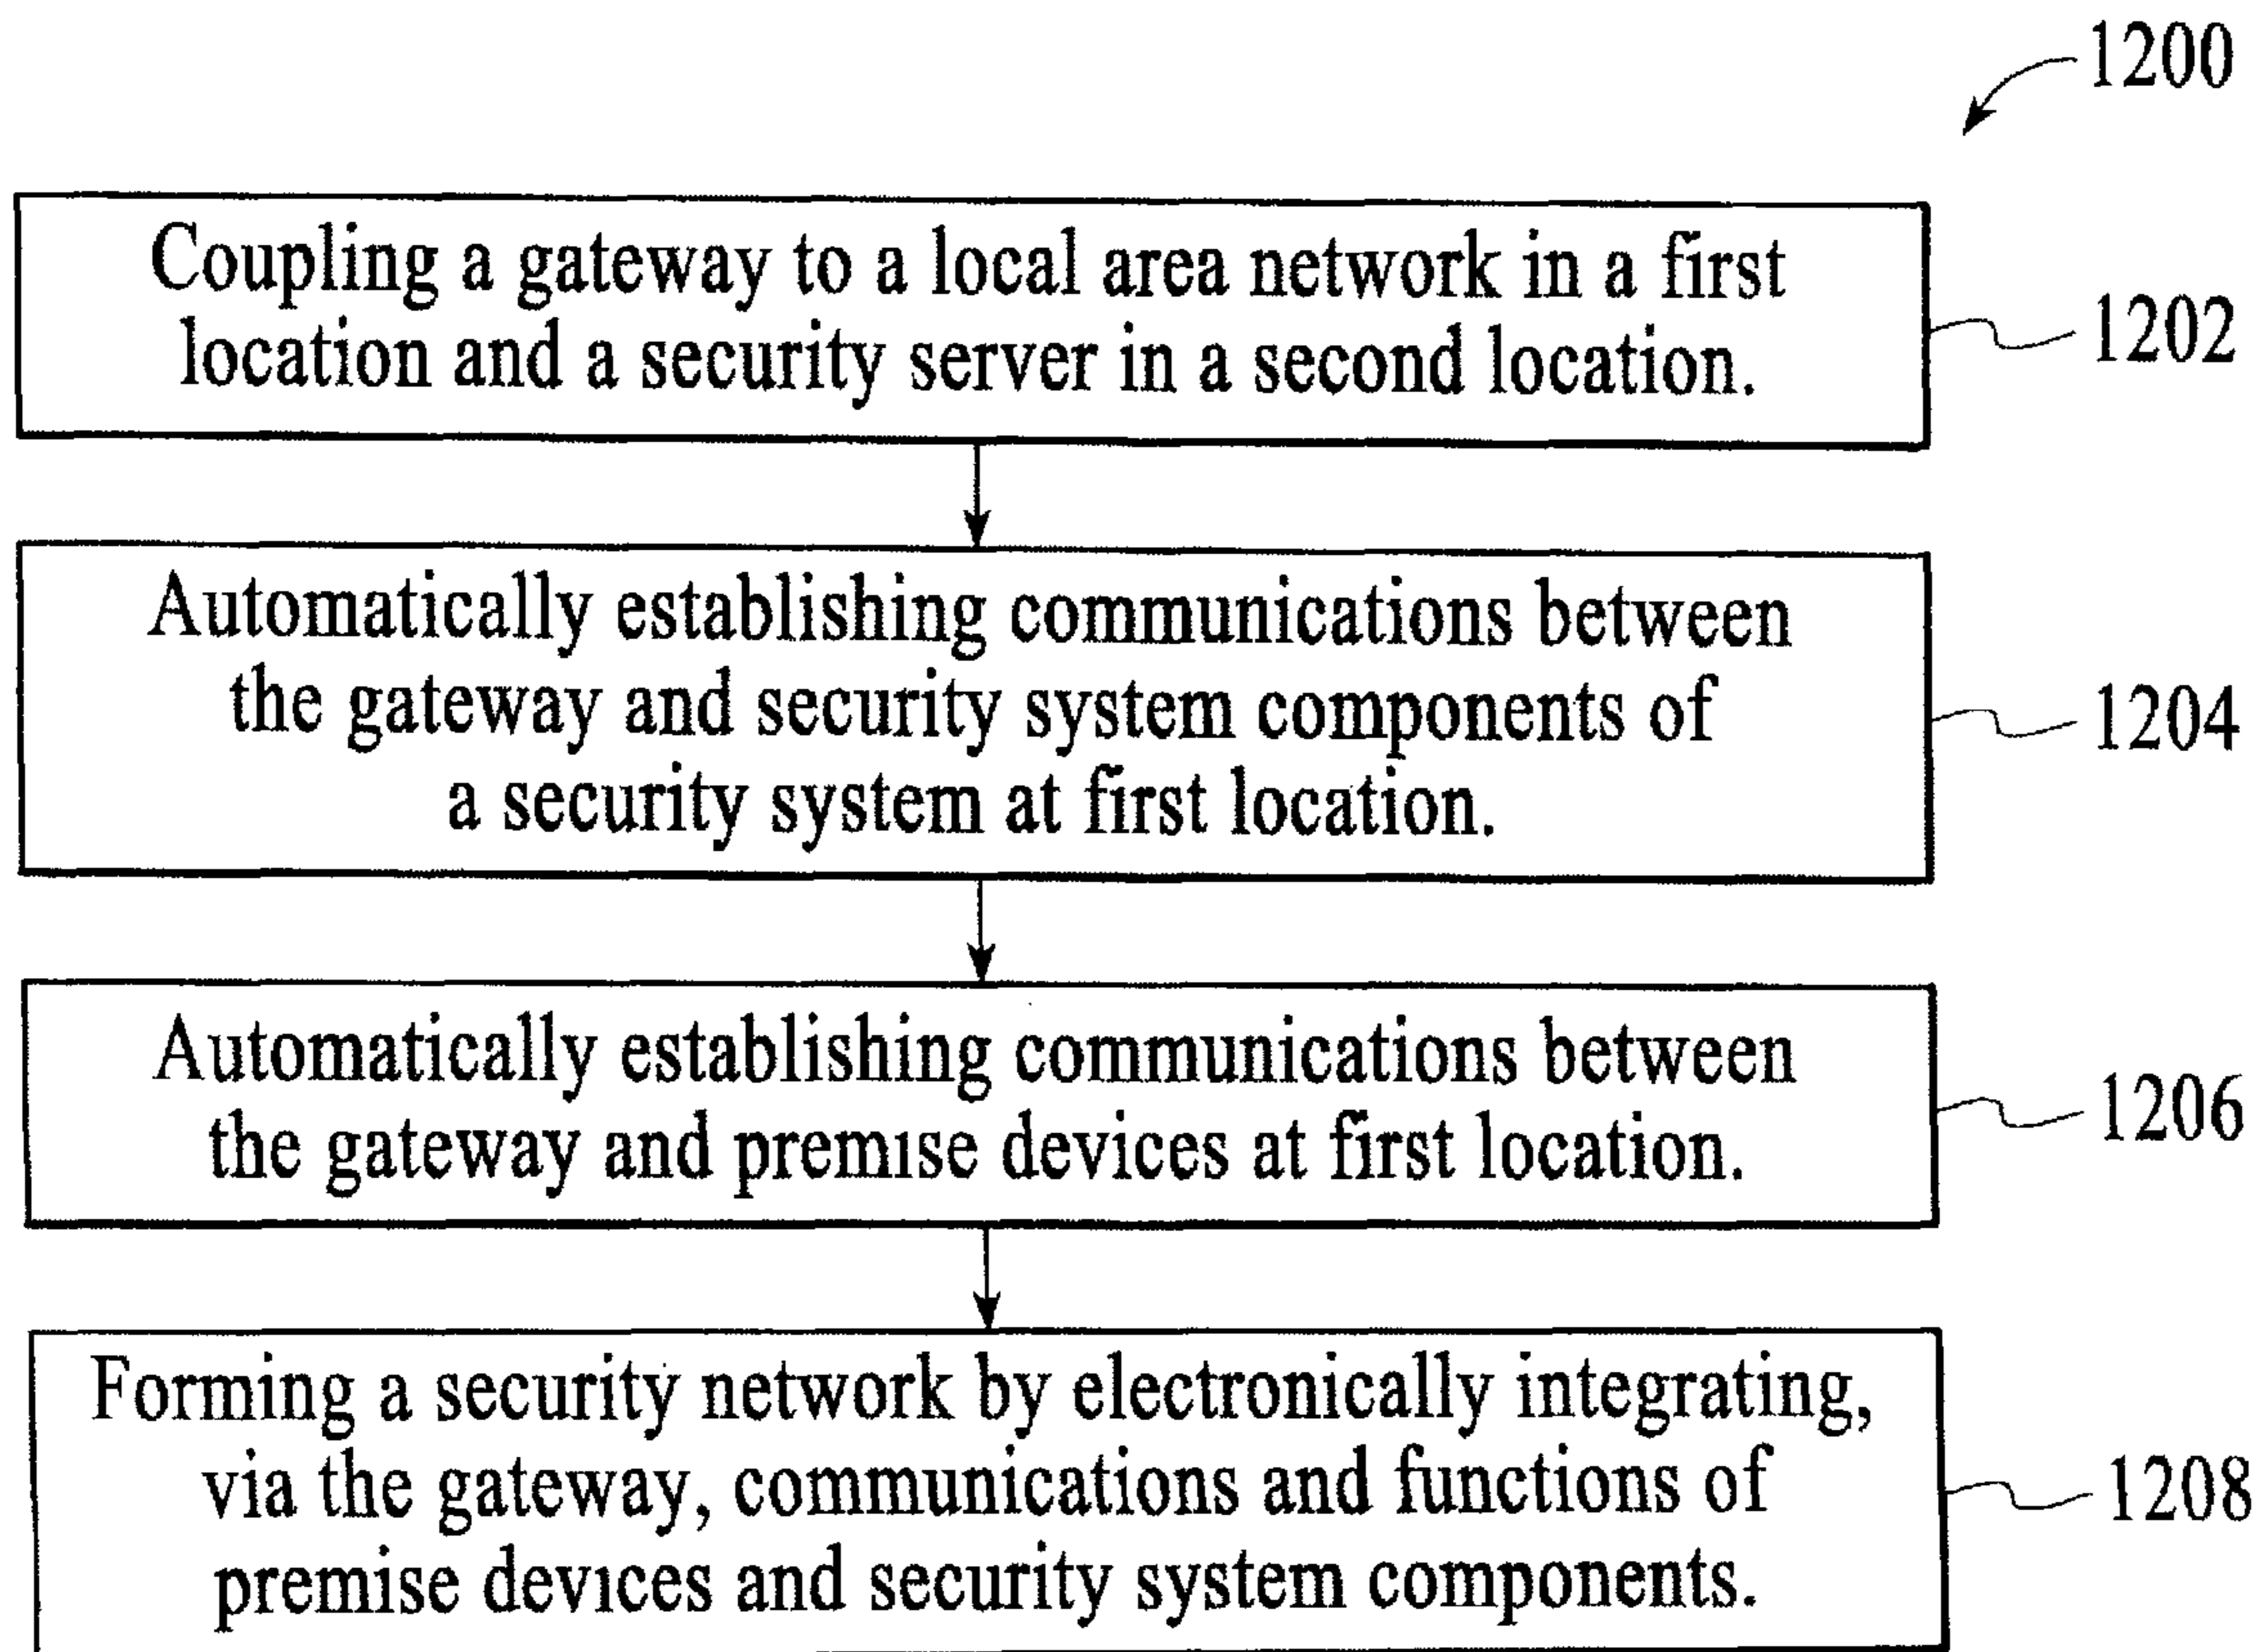 1200
Coupling a gateway to a local area network in a first
location and a security server in a second location.
1202
Automatically establishing communications between
the gateway and security system components of
a security system at first location.
1204
Automatically establishing communications between
the gateway and premise devices at first location.
1206
Forming a security network by electronically integrating,
via the gateway, communications and functions of
premise devices and security system components.
1208